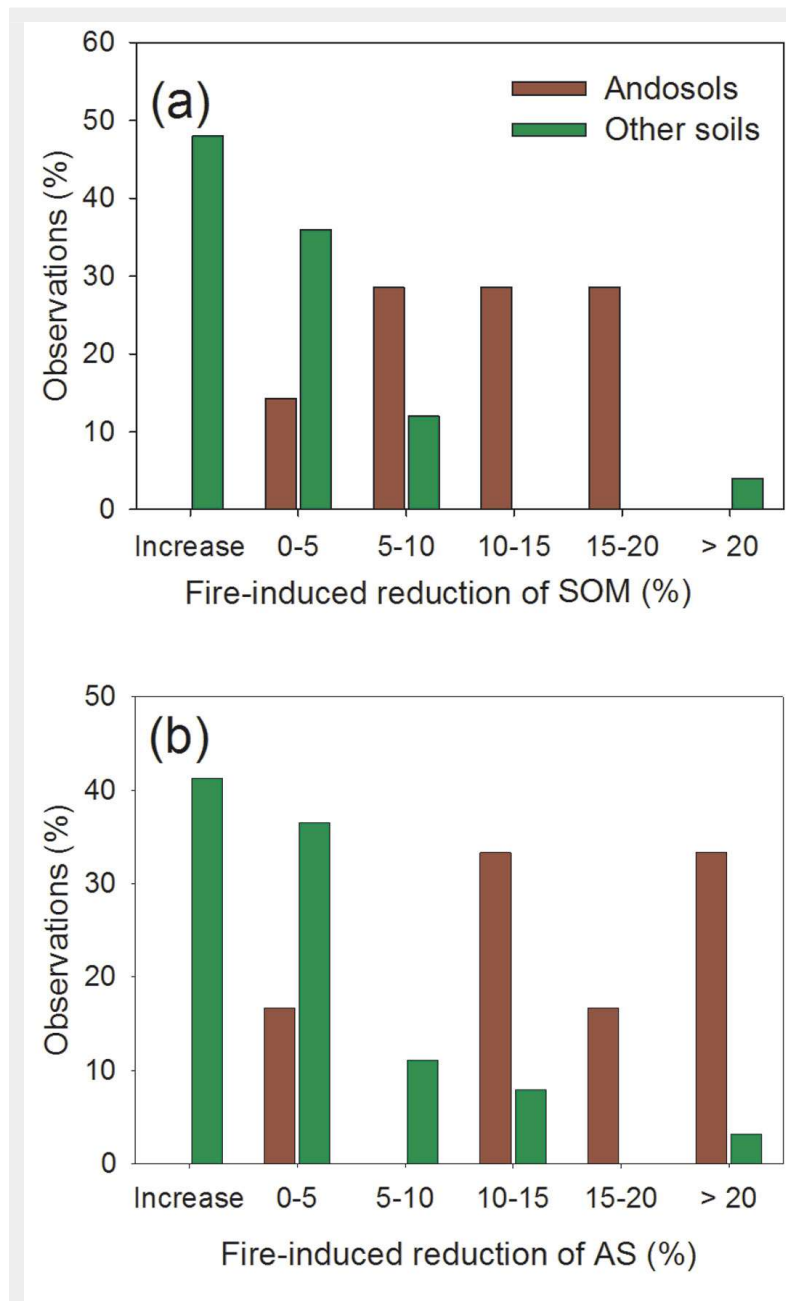 (a)
Andosols
Other soils
Observations (%)
60
50
40
30
20
10
0
Increase 0-5 5-10 10-15 15-20 > 20
Fire-induced reduction of SOM (%)
(b)
Observations (%)
50
40
30
20
10
0
Increase 0-5 5-10 10-15 15-20 > 20
Fire-induced reduction of AS (%)